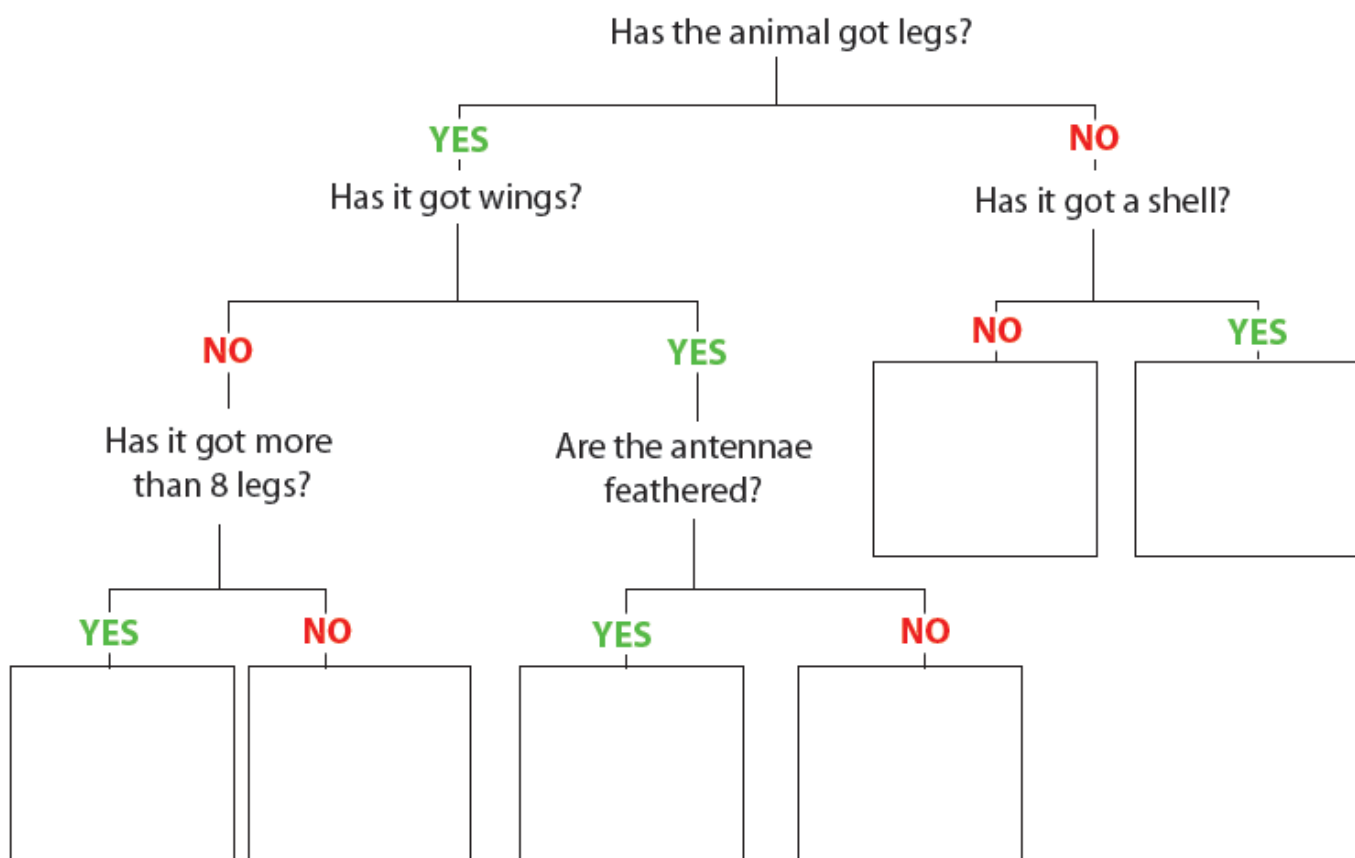 Has the animal got legs?
YES
NO
Has it got wings?
Has it got a shell?
NO
YES
NO
YES
Has it got more
than 8 legs?
Are the antennae
feathered?
YES
NO
YES
NO